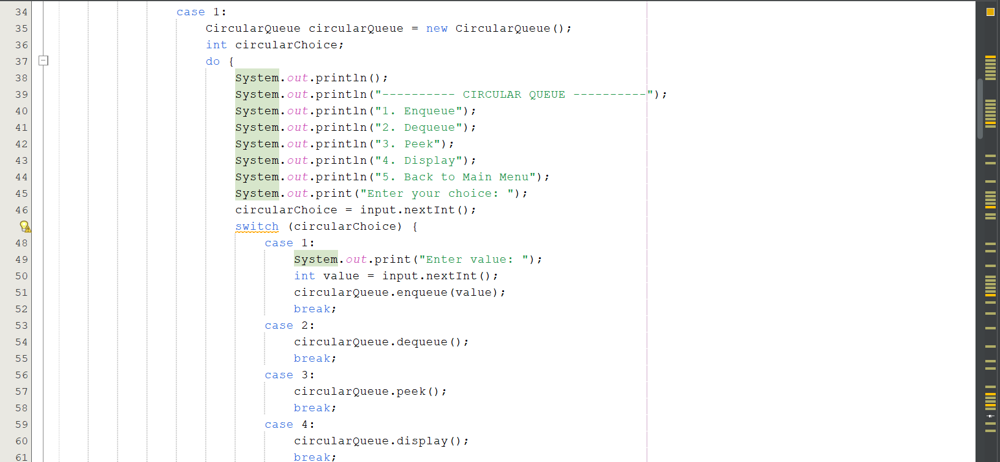 34 case 1:
35 CircularQueue circularQueue = new CircularQueue();
36 int circularChoice;
37 do {
38 System.out.println();
39 System.out.println("---------- CIRCULAR QUEUE ----------");
40 System.out.println("1. Enqueue");
41 System.out.println("2. Dequeue");
42 System.out.println("3. Peek");
43 System.out.println("4. Display");
44 System.out.println("5. Back to Main Menu");
45 System.out.print("Enter your choice: ");
46 circularChoice = input.nextInt();
switch (circularChoice) {
48 case 1:
49 System.out.print("Enter value: ");
50 int value = input.nextInt();
51 circularQueue.enqueue(value);
52 break;
53 case 2:
54 circularQueue.dequeue();
55 break;
56 case 3:
57 circularQueue.peek();
58 break;
59 case 4:
60 circularQueue.display();
61 break;